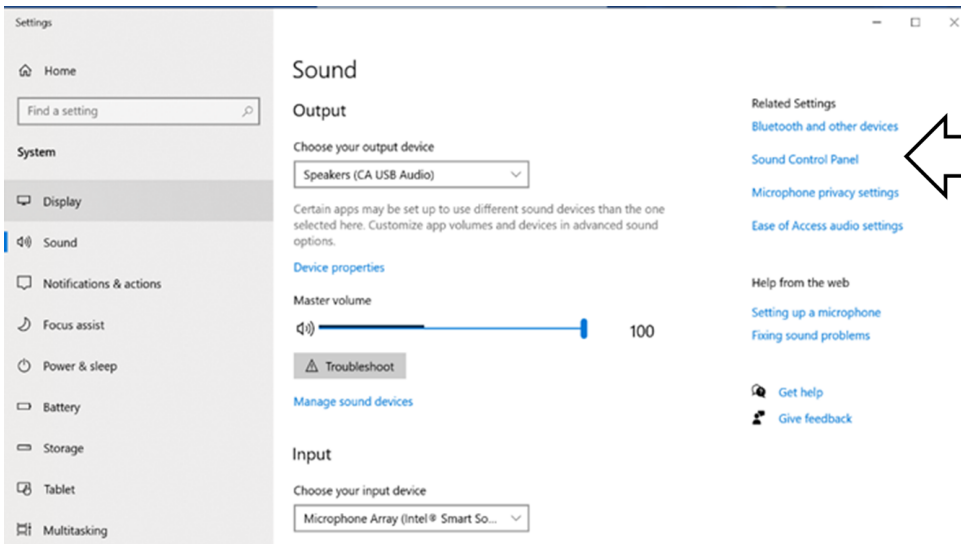 Settings
Home
Find a setting
System
Display
Sound
Notifications & actions
Focus assist
Power & sleep
Battery
Storage
Tablet
Multitasking
Sound
Output
Choose your output device
Speakers (CA USB Audio)
Certain apps may be set up to use different sound devices than the one
selected here. Customize app volumes and devices in advanced sound
options.
Device properties
Master volume
100
Troubleshoot
Manage sound devices
Input
Choose your input device
Microphone Array (Intel® Smart So...
Related Settings
Bluetooth and other devices
Sound Control Panel
Microphone privacy settings
Ease of Access audio settings
Help from the web
Setting up a microphone
Fixing sound problems
Get help
Give feedback